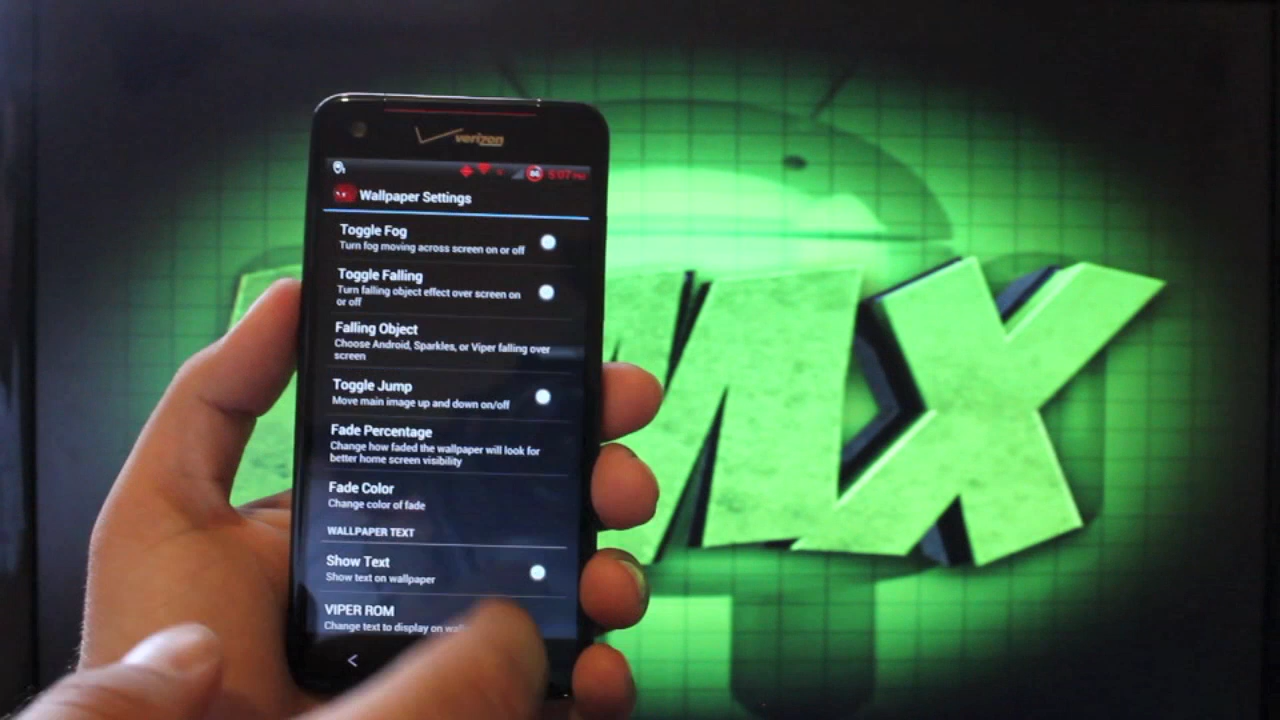 verizon
86 5:07 PM
Wallpaper Settings
Toggle Fog
Turn fog moving across screen on or off
Toggle Falling
Turn falling object effect over screen on
or off
Falling Object
Choose Android, Sparkles, or Viper falling over
screen
Toggle Jump
Move main image up and down on/off
Fade Percentage
Change how faded the wallpaper will look for
better home screen visibility
Fade Color
Change color of fade
WALLPAPER TEXT
Show Text
Show text on wallpaper
VIPER ROM
Change text to display on